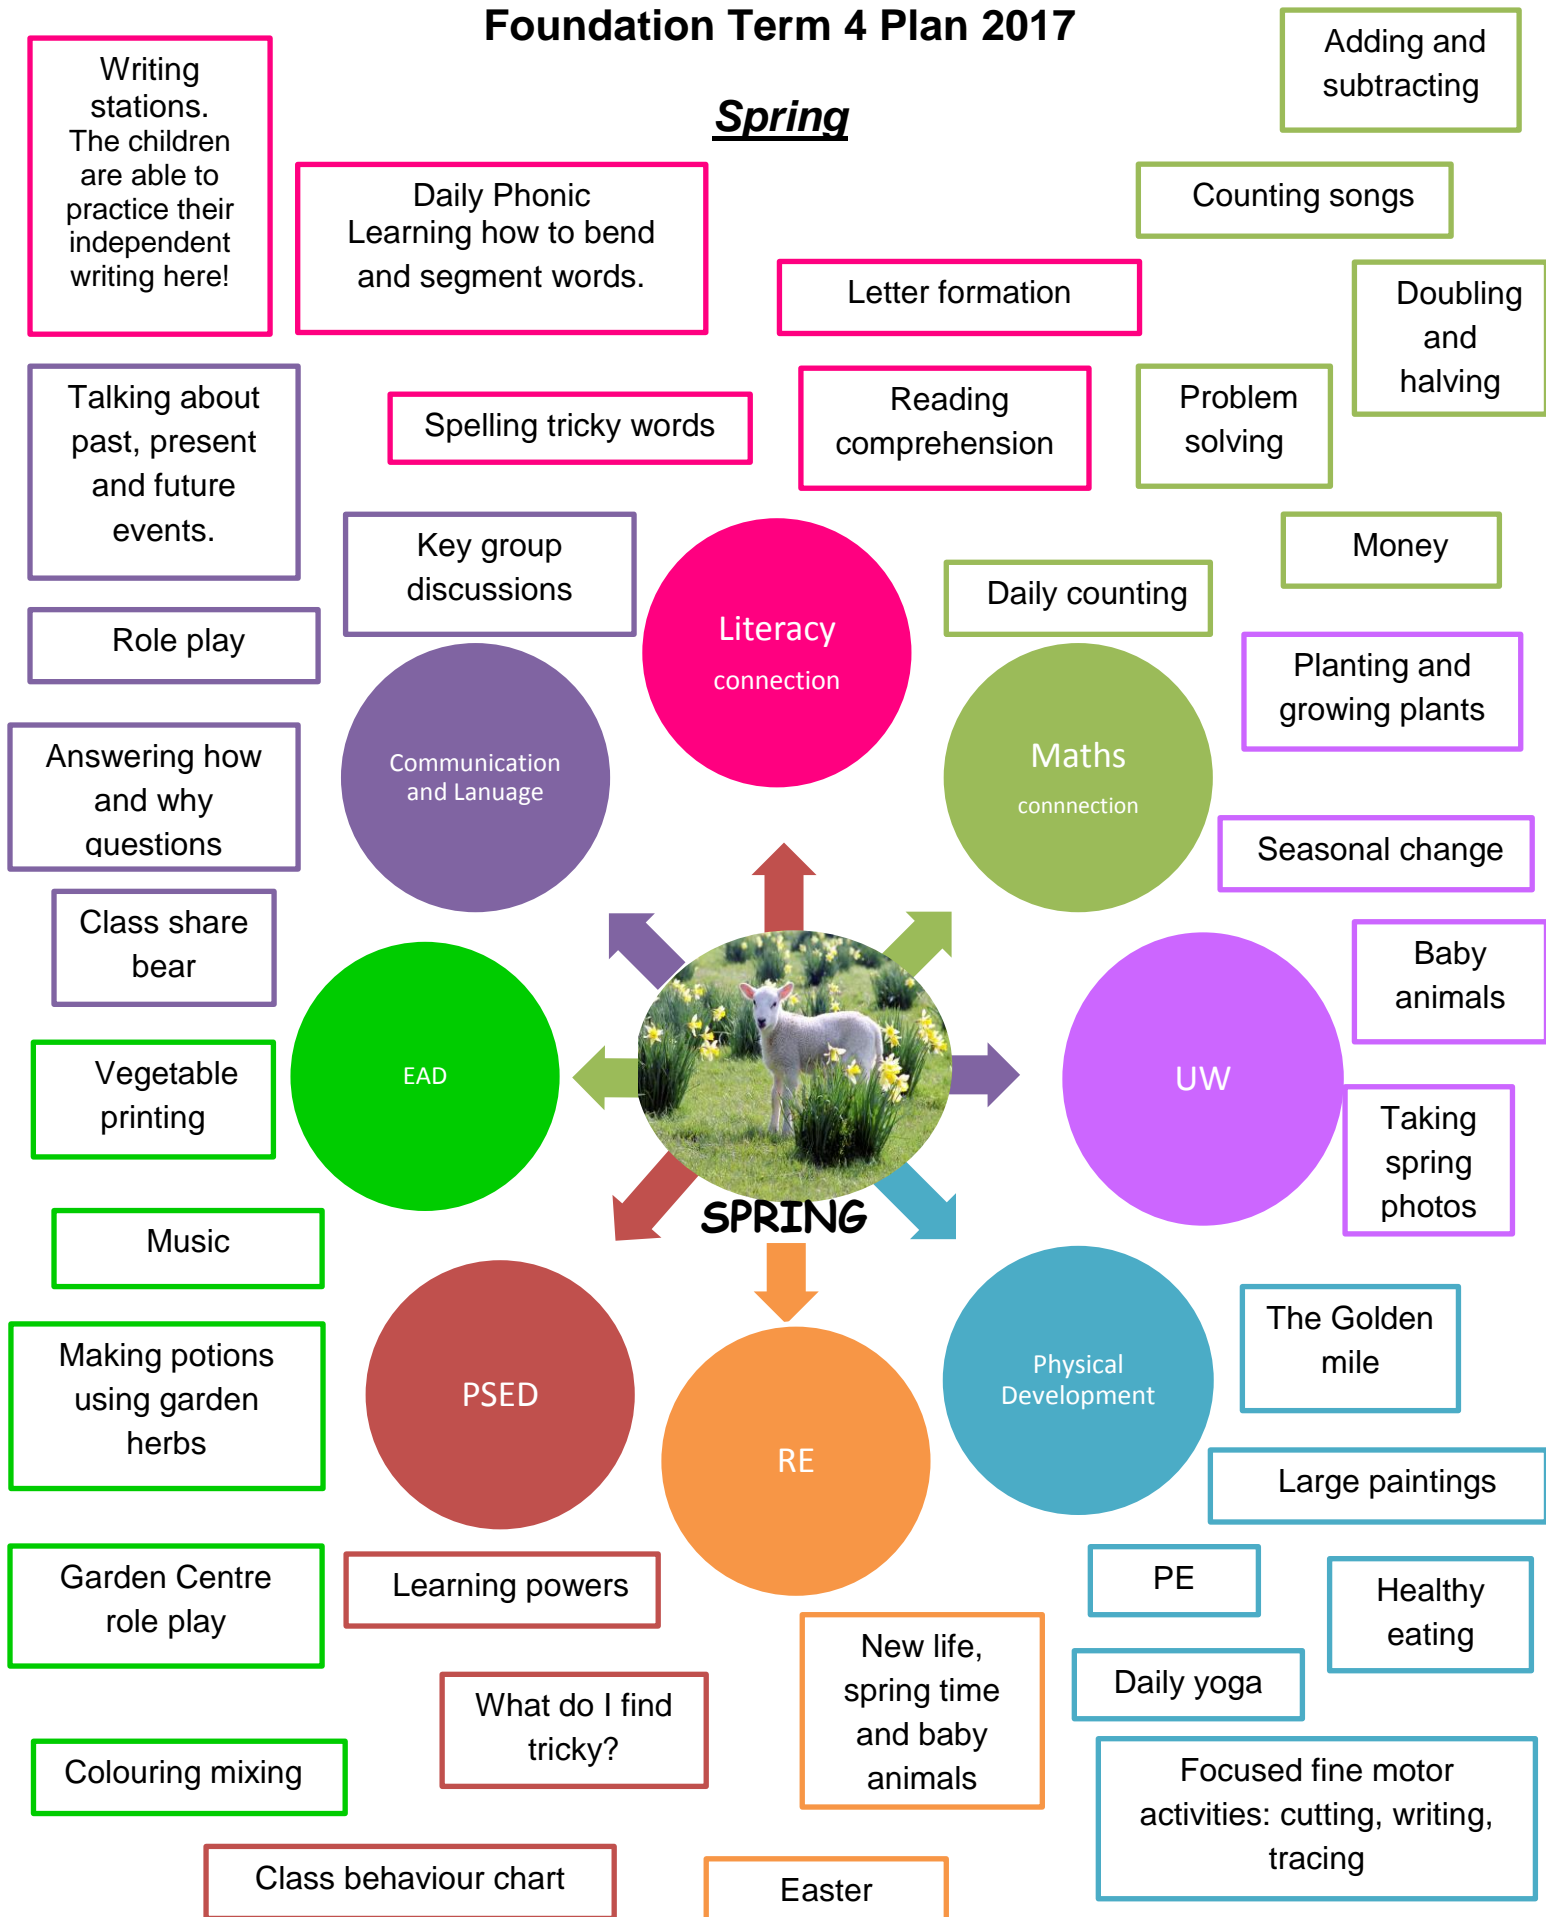 Foundation Term 4 Plan 2017
Spring
Writing
stations.
The children
are able to
practice their
independent
writing here!
Daily Phonic
Learning how to bend
and segment words.
Letter formation
Spelling tricky words
Reading
comprehension
Adding and
subtracting
Counting songs
Doubling
and
halving
Problem
solving
Money
Daily counting
Talking about
past, present
and future
events.
Key group
discussions
Role play
Answering how
and why
questions
Class share
bear
Literacy
connection
Communication
and Lanuage
Maths
connnection
Planting and
growing plants
Seasonal change
Baby
animals
Taking
spring
photos
EAD
UW
SPRING
Vegetable
printing
Music
Making potions
using garden
herbs
Garden Centre
role play
Colouring mixing
PSED
RE
Physical
Development
The Golden
mile
Large paintings
PE
Healthy
eating
Daily yoga
Focused fine motor
activities: cutting, writing,
tracing
Learning powers
What do I find
tricky?
Class behaviour chart
New life,
spring time
and baby
animals
Easter